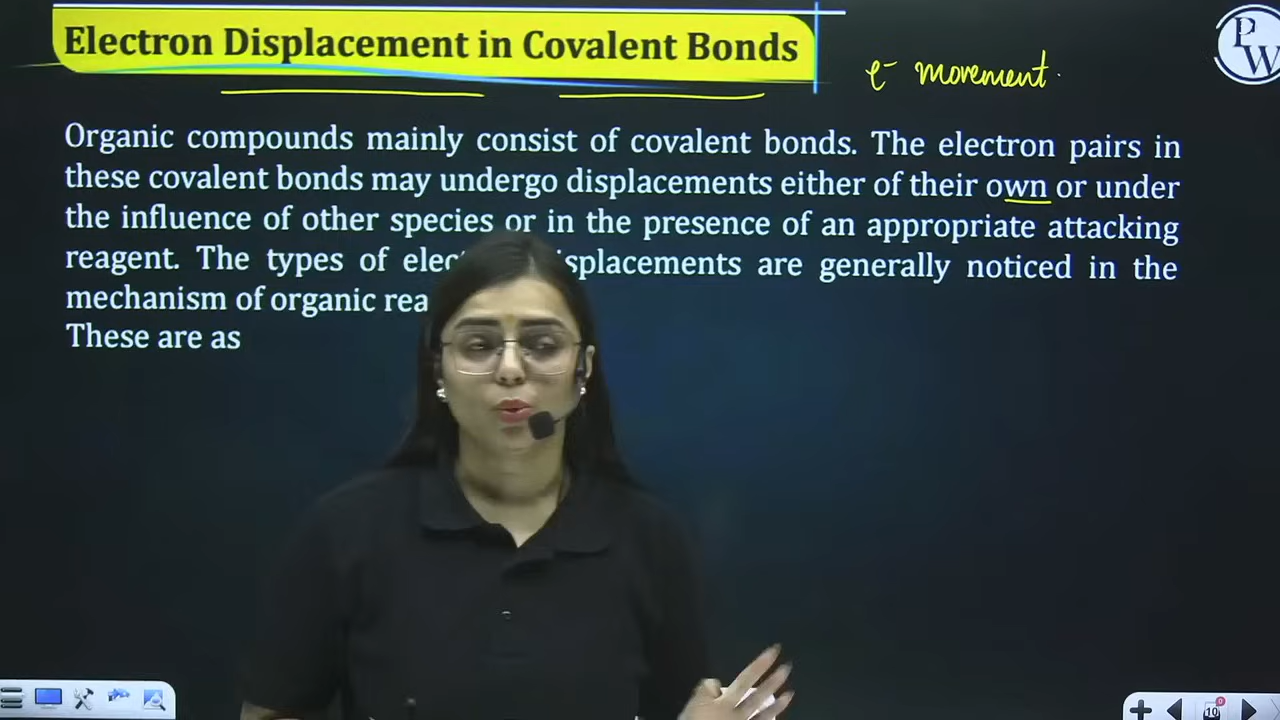 Electron Displacement in Covalent Bonds
e⁻ movement.
PW
Organic compounds mainly consist of covalent bonds. The electron pairs in
these covalent bonds may undergo displacements either of their own or under
the influence of other species or in the presence of an appropriate attacking
reagent. The types of elec splacements are generally noticed in the
mechanism of organic rea
These are as
10